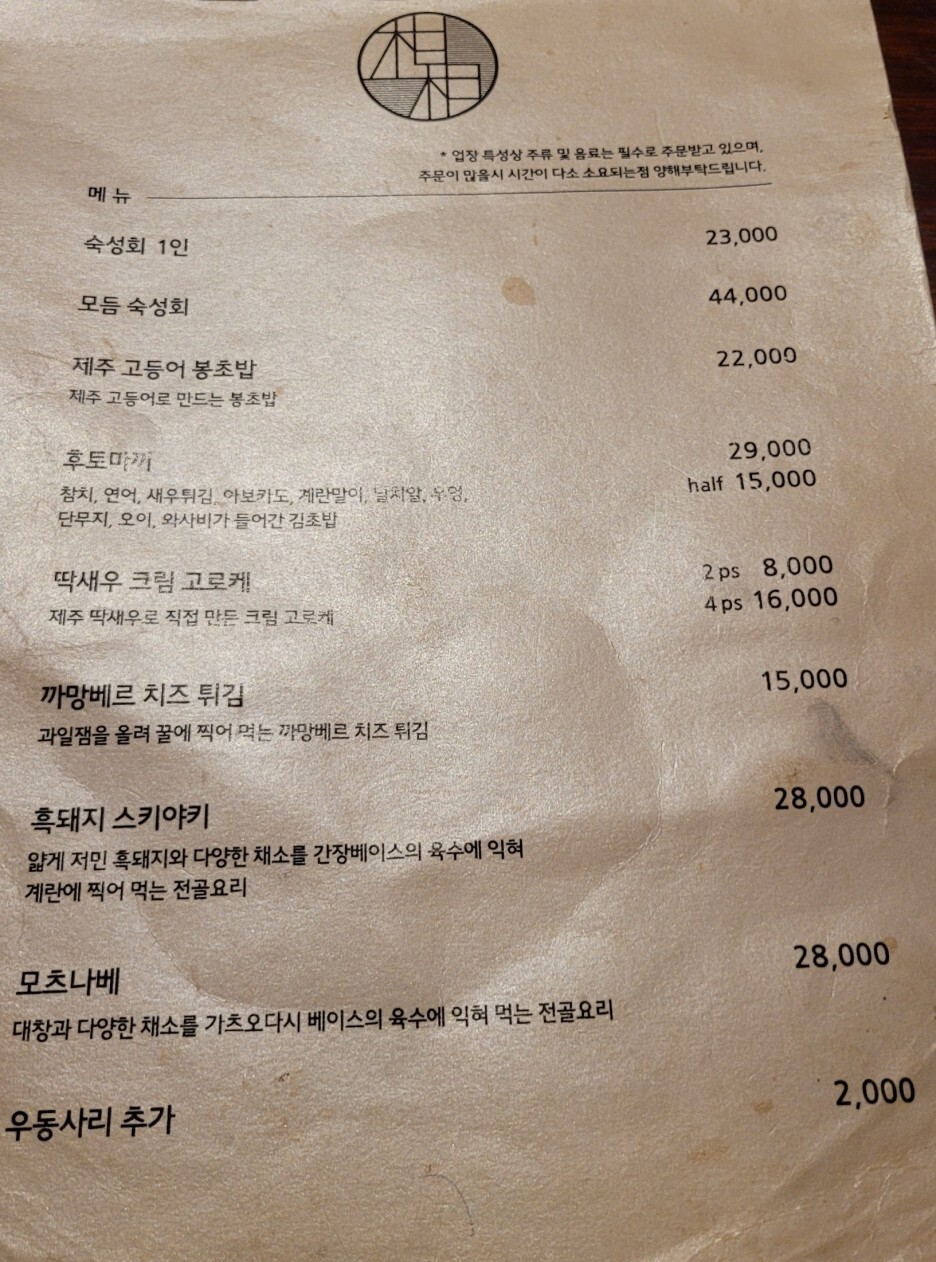 * 업장 특성상 주류 및 음료는 필수로 주문받고 있으며,
주문이 많을시 시간이 다소 소요되는점 양해부탁드립니다.
메뉴
숙성회 1인 23,000
모듬 숙성회 44,000
제주 고등어 봉초밥 22,000
제주 고등어로 만드는 봉초밥
후토마끼 29,000
half 15,000
참치, 연어, 새우튀김, 아보카도, 계란말이, 날치알, 우엉,
단무지, 오이, 와사비가 들어간 김초밥
딱새우 크림 고로케 2 ps 8,000
4 ps 16,000
제주 딱새우로 직접 만든 크림 고로케
까망베르 치즈 튀김 15,000
과일잼을 올려 꿀에 찍어 먹는 까망베르 치즈 튀김
흑돼지 스키야키 28,000
얇게 저민 흑돼지와 다양한 채소를 간장베이스의 육수에 익혀
계란에 찍어 먹는 전골요리
모츠나베 28,000
대창과 다양한 채소를 가츠오다시 베이스의 육수에 익혀 먹는 전골요리
우동사리 추가 2,000